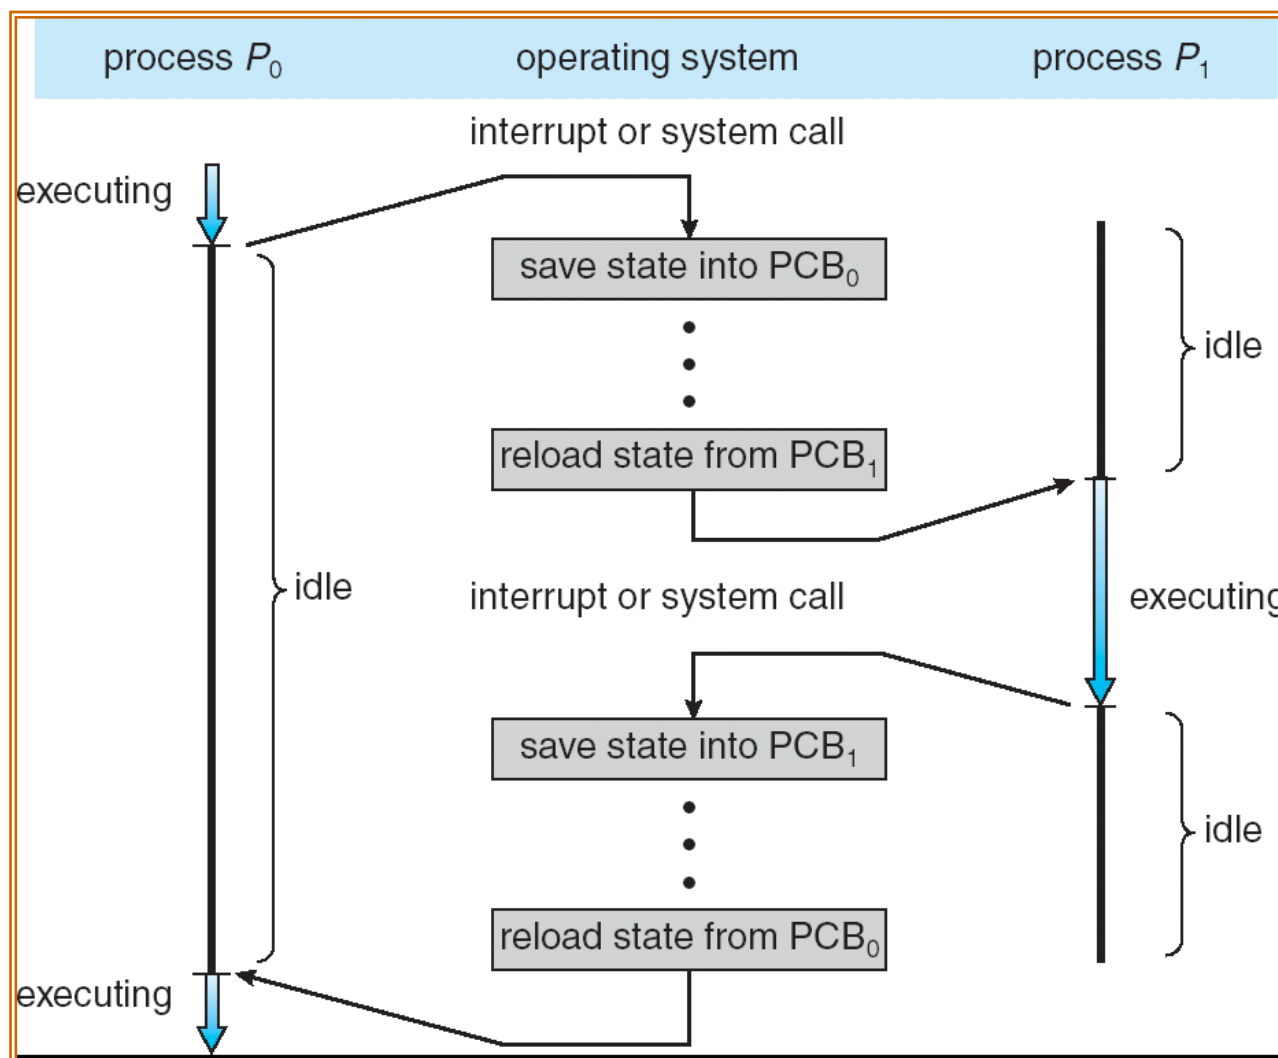 process P0 operating system process P1
interrupt or system call
executing
save state into PCB0
idle
reload state from PCB1
idle
interrupt or system call
executing
save state into PCB1
idle
reload state from PCB0
executing